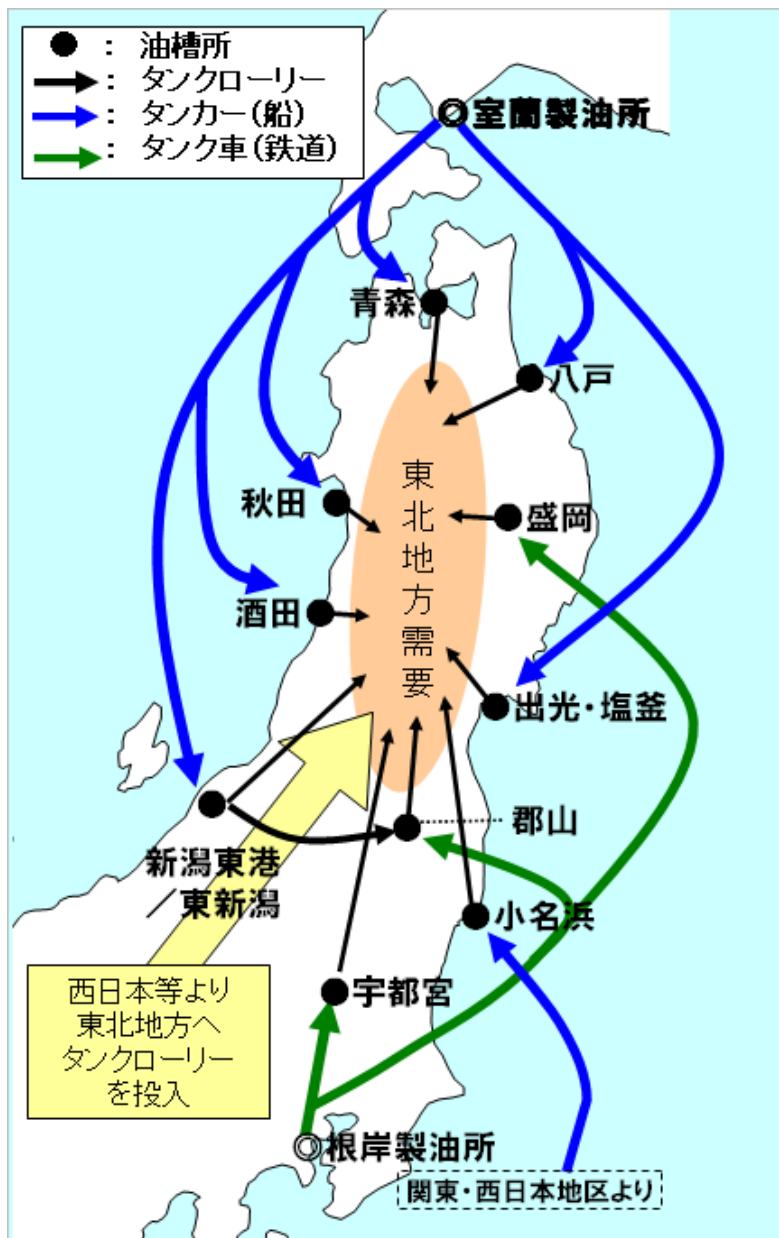 ●：油槽所
：タンクローリー
：タンカー(船)
：タンク車(鉄道)
◎室蘭製油所
青森
八戸
東北地方需要
秋田
盛岡
酒田
出光・塩釜
郡山
新潟東港
／東新潟
小名浜
西日本等より
東北地方へ
タンクローリー
を投入
宇都宮
◎根岸製油所
関東・西日本地区より